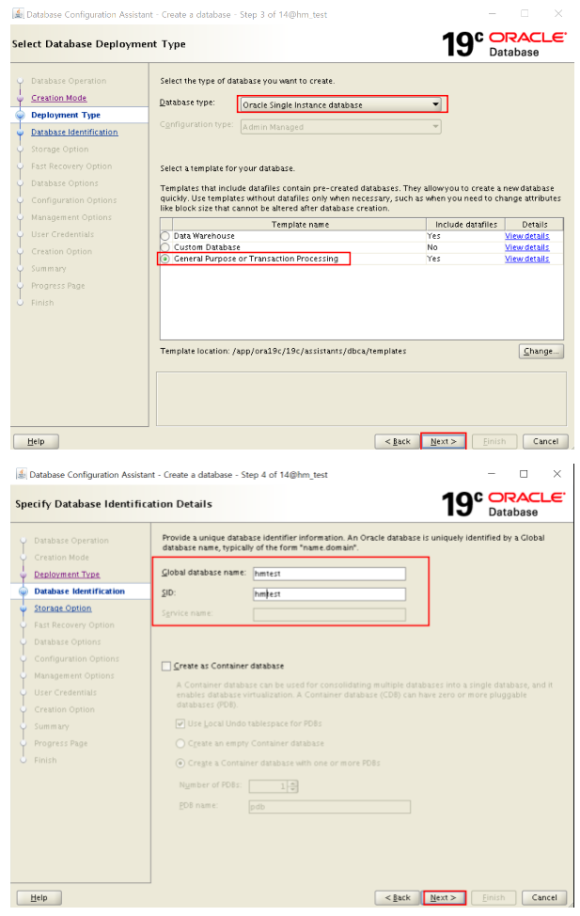 Database Configuration Assistant - Create a database - Step 3 of 14@hm_test
Select Database Deployment Type
19c ORACLE
Database
Database Operation
Creation Mode
Deployment Type
Database Identification
Storage Option
Fast Recovery Option
Database Options
Configuration Options
Management Options
User Credentials
Creation Option
Summary
Progress Page
Finish
Select the type of database you want to create.
Database type: Oracle Single Instance database
Configuration type: Admin Managed
Select a template for your database.
Templates that include datafiles contain pre-created databases. They allow you to create a new database
quickly. Use templates without datafiles only when necessary, such as when you need to change attributes
like block size that cannot be altered after database creation.
Template name Include datafiles Details
Data Warehouse Yes View details
Custom Database No View details
General Purpose or Transaction Processing Yes View details
Template location: /app/ora19c/19c/assistants/dbca/templates
Change...
Help
< Back Next > Finish Cancel
Database Configuration Assistant - Create a database - Step 4 of 14@hm_test
Specify Database Identification Details
19c ORACLE
Database
Database Operation
Creation Mode
Deployment Type
Database Identification
Storage Option
Fast Recovery Option
Database Options
Configuration Options
Management Options
User Credentials
Creation Option
Summary
Progress Page
Finish
Provide a unique database identifier information. An Oracle database is uniquely identified by a Global
database name, typically of the form "name.domain".
Global database name: hmtest
SID: hmtest
Service name:
Create as Container database
A Container database can be used for consolidating multiple databases into a single database, and it
enables database virtualization. A Container database (CDB) can have zero or more pluggable
databases (PDB).
Use Local Undo tablespace for PDBs
Create an empty Container database
Create a Container database with one or more PDBs
Number of PDBs: 1
PDB name: pdb
Help
< Back Next > Finish Cancel